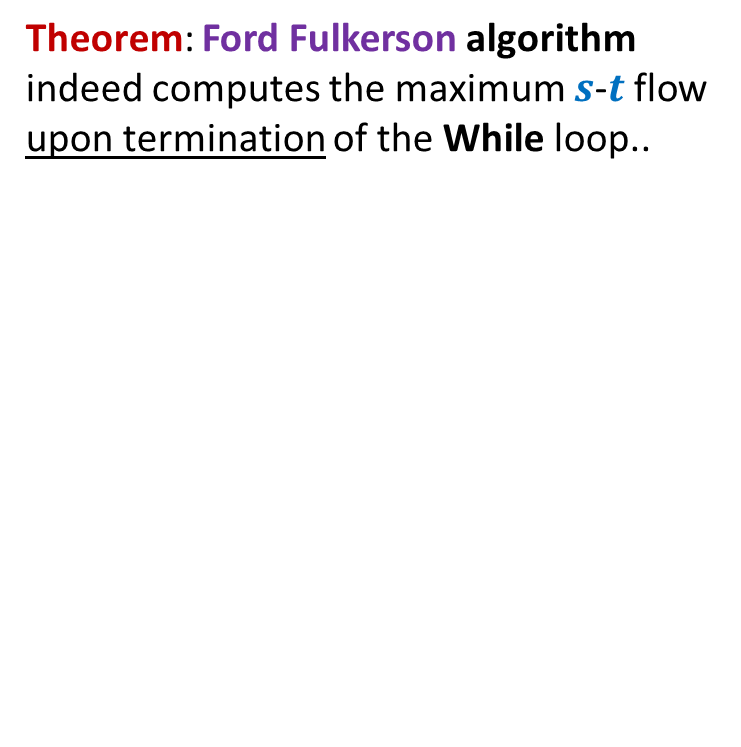 Theorem: Ford Fulkerson algorithm
indeed computes the maximum s-t flow
upon termination of the While loop..